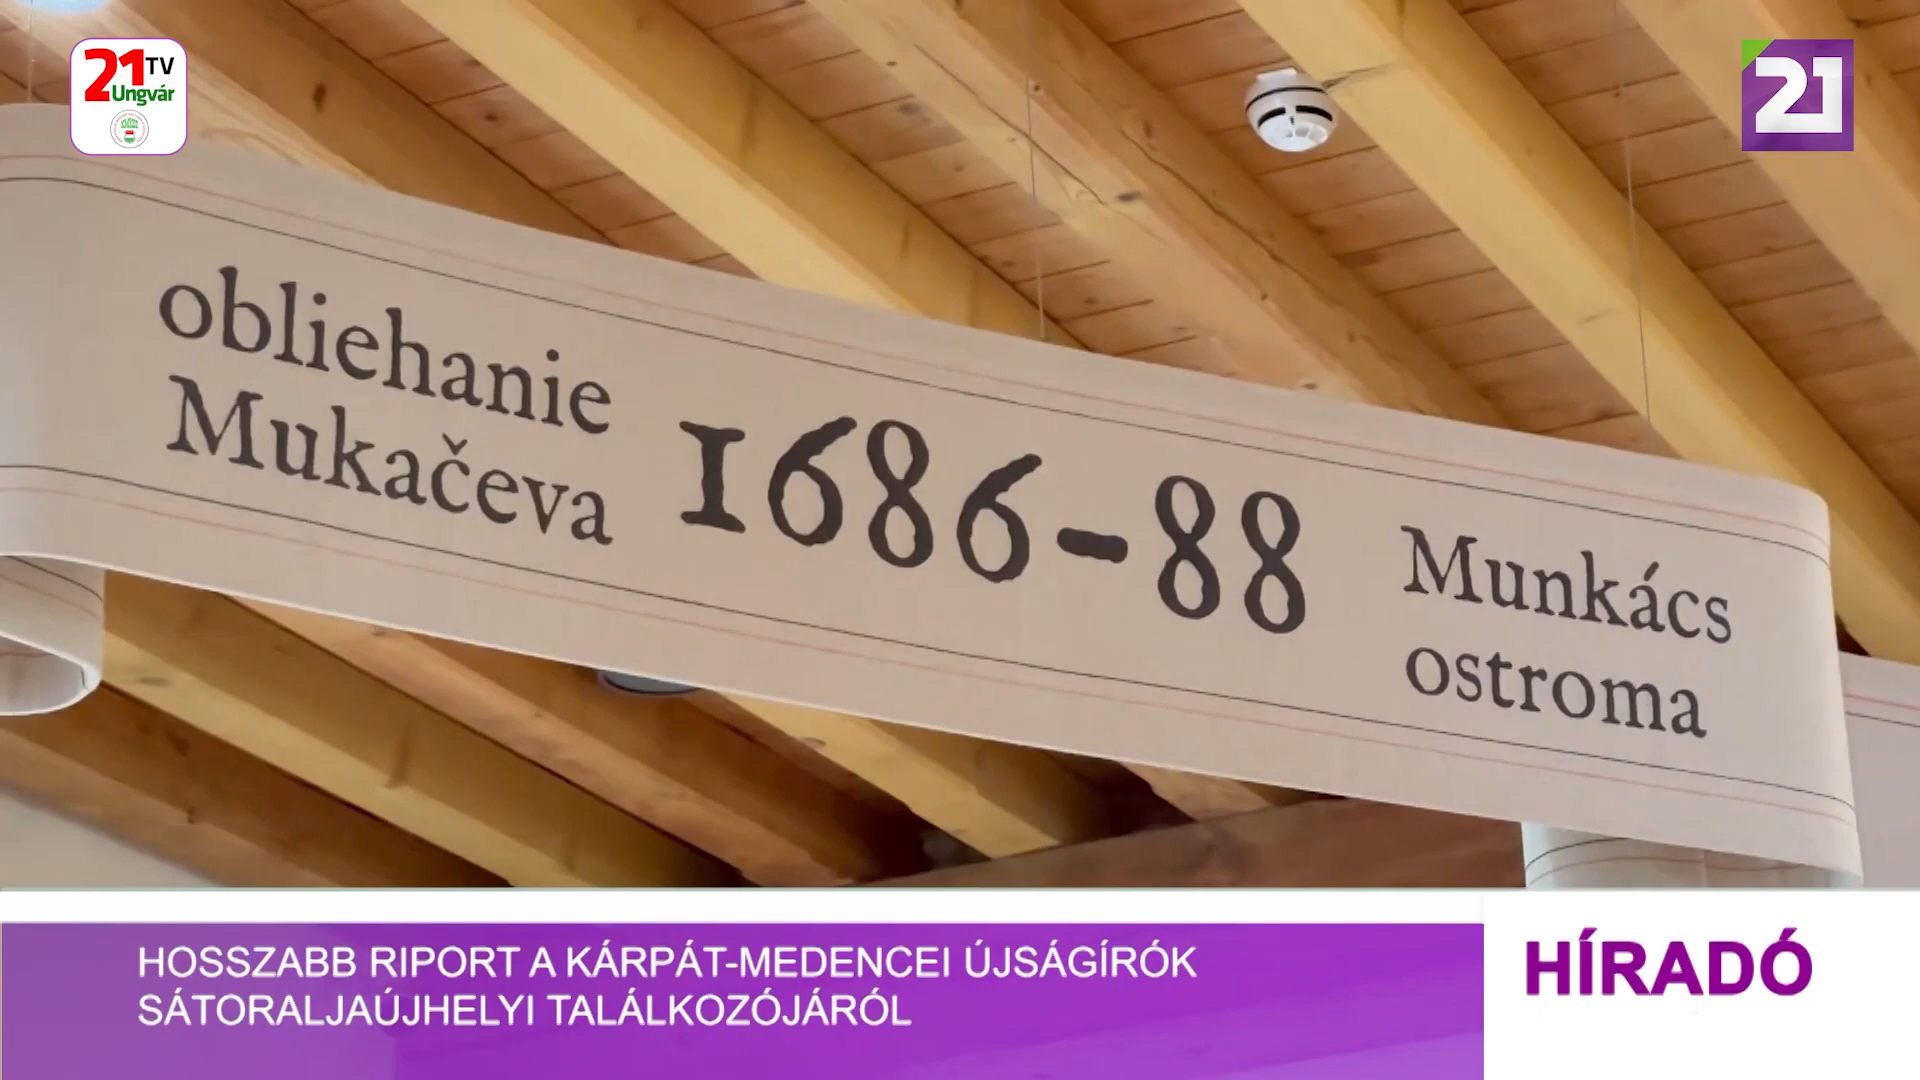 21 TV
Ungvár
21
obliehanie
Mukačeva
1686-88
Munkács
ostroma
HOSSZABB RIPORT A KÁRPÁT-MEDENCEI ÚJSÁGÍRÓK
SÁTORALJAÚJHELYI TALÁLKOZÓJÁRÓL
HÍRADÓ